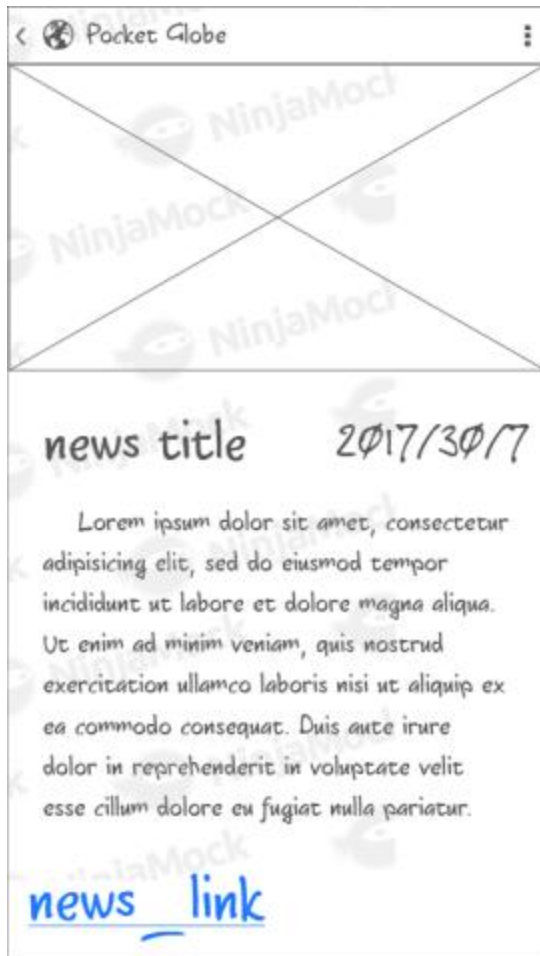 Pocket Globe
NinjaMock
NinjaMock
NinjaMock
news title 2017/30/7
Lorem ipsum dolor sit amet, consectetur
adipisicing elit, sed do eiusmod tempor
incididunt ut labore et dolore magna aliqua.
Ut enim ad minim veniam, quis nostrud
exercitation ullamco laboris nisi ut aliquip ex
ea commodo consequat. Duis aute irure
dolor in reprehenderit in voluptate velit
esse cillum dolore eu fugiat nulla pariatur.
news_link